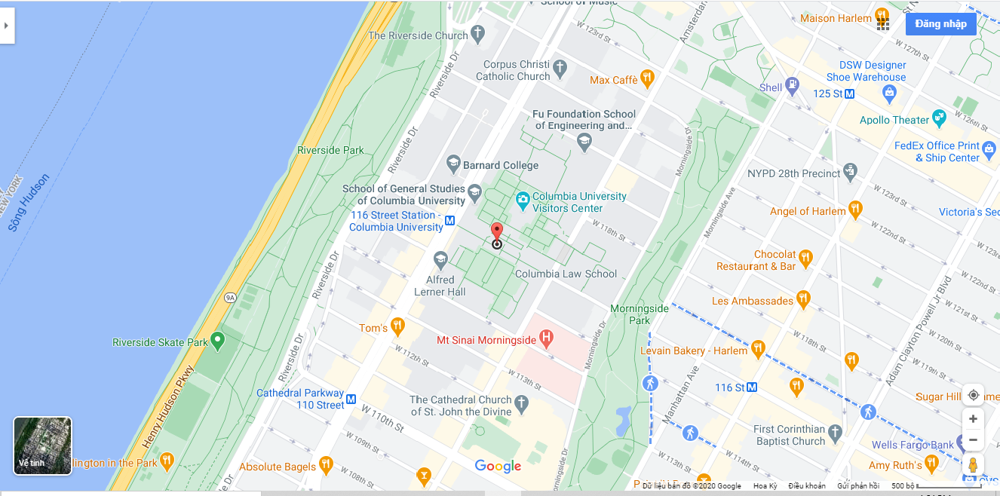 School of Music
Maison Harlem
Đăng nhập
The Riverside Church
W 123rd St
Amsterdam
W 127th St
Corpus Christi
Catholic Church
Riverside Dr
Max Caffè
DSW Designer
Shoe Warehouse
Shell
125 St M
Fu Foundation School
of Engineering and...
Apollo Theater
W 126th St
Riverside Park
Riverside Dr
Morningside Dr
FedEx Office Print
& Ship Center
Barnard College
NYPD 28th Precinct
School of General Studies
of Columbia University
Columbia University
Visitors Center
W 123rd St
NEW YORK
Sông Hudson
116 Street Station -
Columbia University M
Morningside Ave
Angel of Harlem
Victoria's Sec
W 118th St
W 122nd St
W 123rd
Chocolat
Restaurant & Bar
Riverside Dr
Alfred
Lerner Hall
Columbia Law School
W 122nd St
9A
Les Ambassades
Morningside
Park
W 121st St
Adam Clayton Powell Jr Blvd
Tom's
W 118th St
W 120th St
Mt Sinai Morningside
H
Riverside Skate Park
Morningside Dr
Levain Bakery - Harlem
W 112th St
Riverside Dr
W 119th St
W 113th St
Manhattan Ave
116 St M
Cathedral Parkway
110 Street M
Henry Hudson Pkwy
The Cathedral Church
of St. John the Divine
Sugar Hill
W 110th St
First Corinthian
Baptist Church
W 109th St
Wells Fargo Bank
Vệ tinh
lington in the Park
Absolute Bagels
Google
Morningside Dr
W 114th St
Amy Ruth's
W 108th St
CVS
Dữ liệu bản đồ ©2020 Google
Hoa Kỳ
Điều khoản
Gửi phản hồi
500 bộ